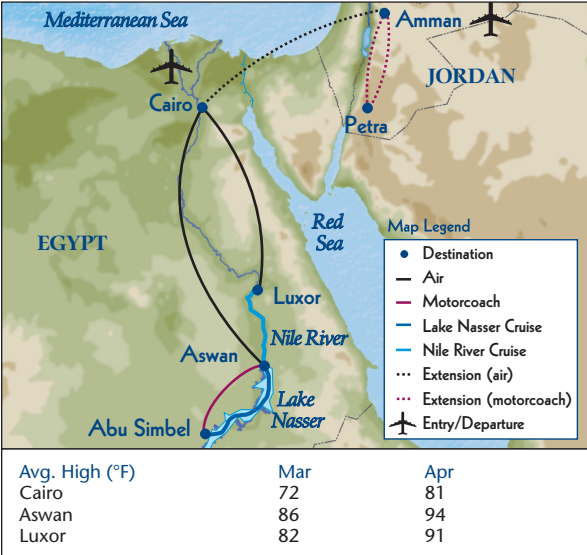 Mediterranean Sea
Amman
JORDAN
Cairo
Petra
Red
Sea
EGYPT
Map Legend
Destination
Air
Motorcoach
Lake Nasser Cruise
Nile River Cruise
Extension (air)
Extension (motorcoach)
Entry/Departure
Luxor
Nile River
Aswan
Lake
Nasser
Abu Simbel
Avg. High (°F) Mar Apr
Cairo 72 81
Aswan 86 94
Luxor 82 91